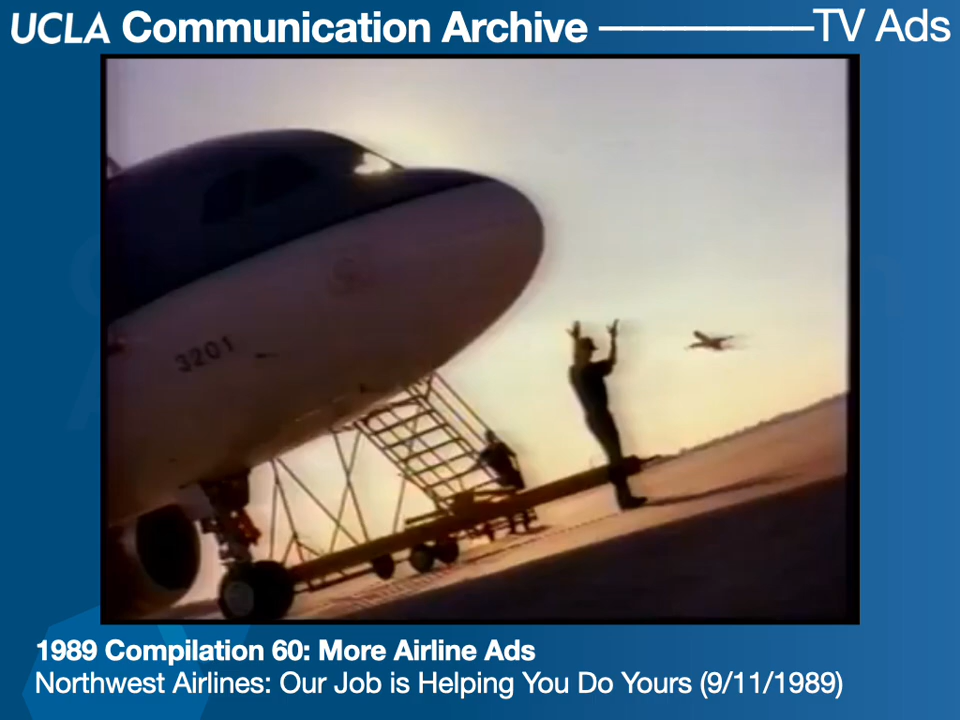 UCLA Communication Archive ——————TV Ads
3201
1989 Compilation 60: More Airline Ads
Northwest Airlines: Our Job is Helping You Do Yours (9/11/1989)